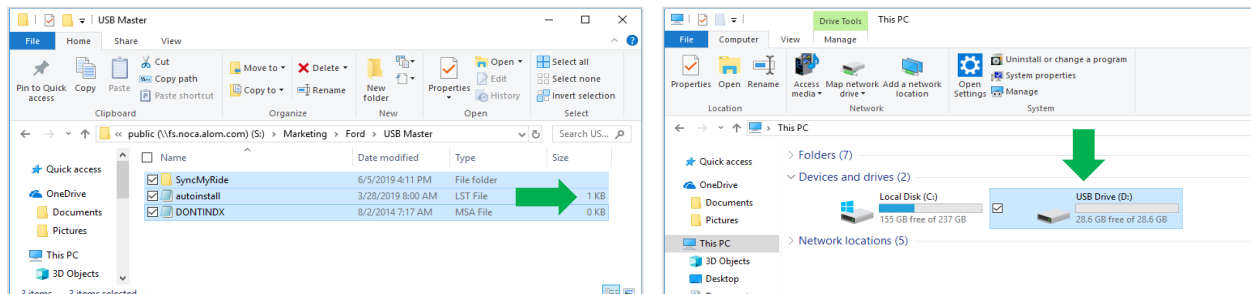 USB Master
File Home Share View
Pin to Quick access
Copy
Paste
Cut
Copy path
Paste shortcut
Clipboard
Move to
Copy to
Delete
Rename
Organize
New folder
New
Properties
Open
Edit
History
Open
Select all
Select none
Invert selection
Select
« public (\\fs.noca.alom.com) (S:) > Marketing > Ford > USB Master
Search US...
Quick access
OneDrive
Documents
Pictures
This PC
3D Objects
Name Date modified Type Size
SyncMyRide 6/5/2019 4:11 PM File folder
autoinstall 3/28/2019 8:00 AM LST File 1 KB
DONTINDX 8/2/2014 7:17 AM MSA File 0 KB
3 items 3 items selected
Drive Tools This PC
File Computer View Manage
Properties
Open
Rename
Location
Access media
Map network drive
Add a network location
Network
Open Settings
Uninstall or change a program
System properties
Manage
System
> This PC
Quick access
OneDrive
Documents
Pictures
This PC
3D Objects
Desktop
> Folders (7)
Devices and drives (2)
Local Disk (C:)
155 GB free of 237 GB
USB Drive (D:)
28.6 GB free of 28.6 GB
> Network locations (5)